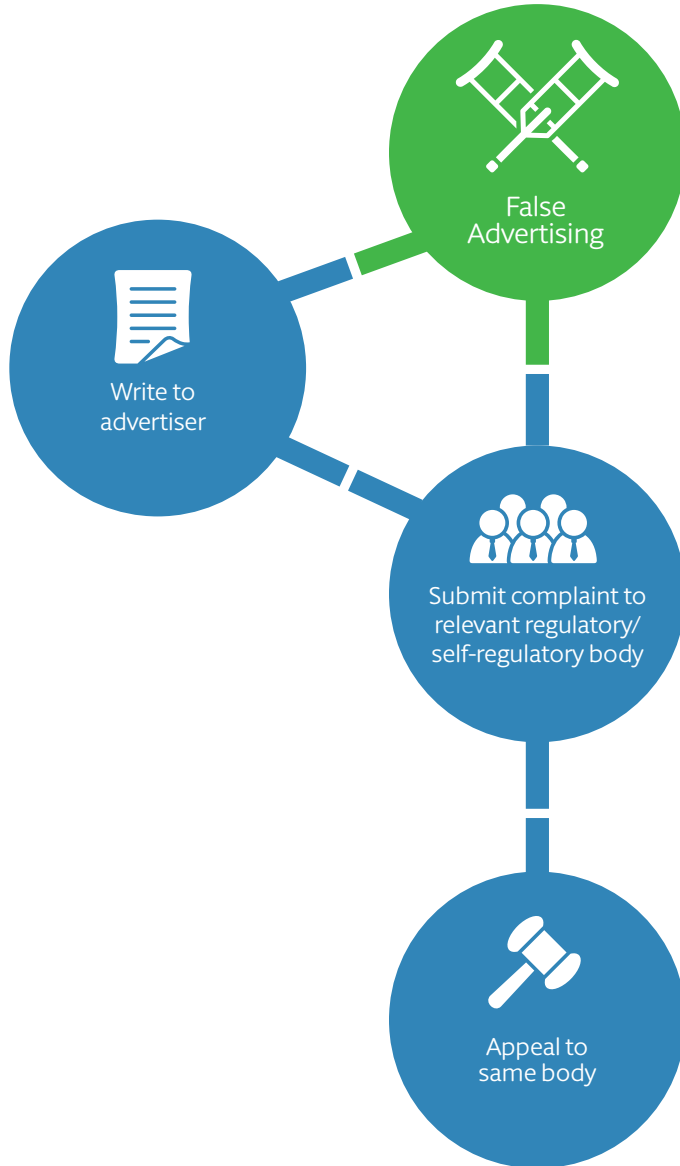 False
Advertising
Write to
advertiser
Submit complaint to
relevant regulatory/
self-regulatory body
Appeal to
same body